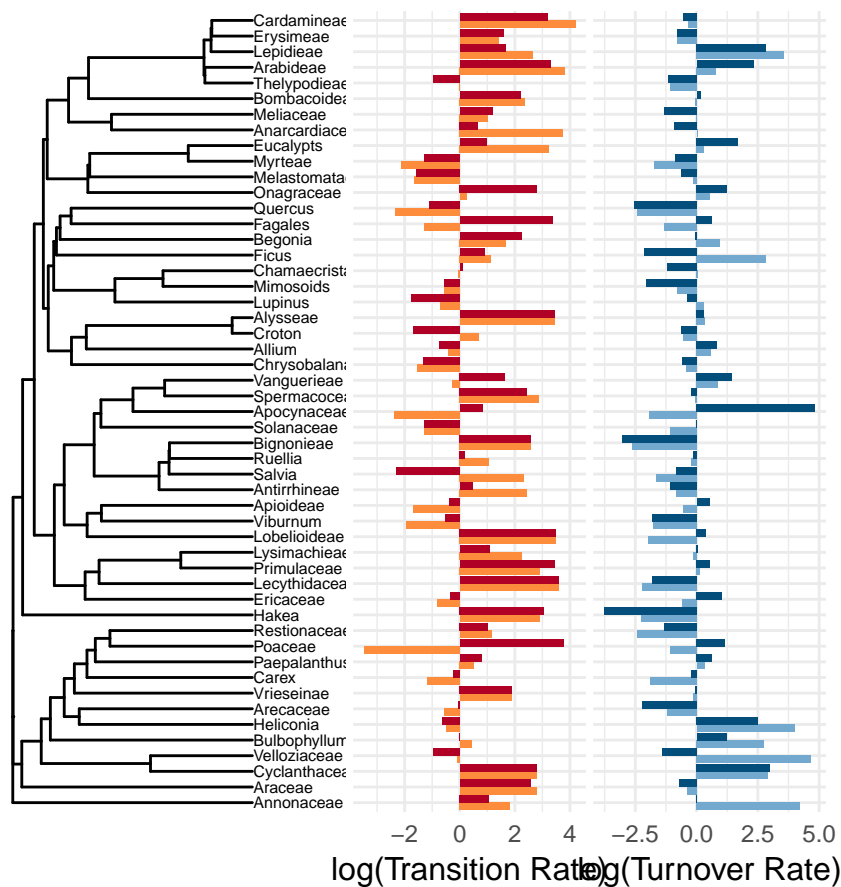 Cardamineae
Erysimeae
Lepidieae
Arabideae
Thelypodieae
Bombacoidea
Meliaceae
Anarcardiace
Eucalypts
Myrteae
Melastomata
Onagraceae
Quercus
Fagales
Begonia
Ficus
Chamaecrista
Mimosoids
Lupinus
Alysseae
Croton
Allium
Chrysobalana
Vanguerieae
Spermacocea
Apocynaceae
Solanaceae
Bignonieae
Ruellia
Salvia
Antirrhineae
Apioideae
Viburnum
Lobelioideae
Lysimachieae
Primulaceae
Lecythidacea
Ericaceae
Hakea
Restionaceae
Poaceae
Paepalanthus
Carex
Vrieseinae
Arecaceae
Heliconia
Bulbophyllum
Velloziaceae
Cyclanthacea
Araceae
Annonaceae
−2 0 2 4 −2.5 0.0 2.5 5.0
log(Transition Rate) log(Turnover Rate)